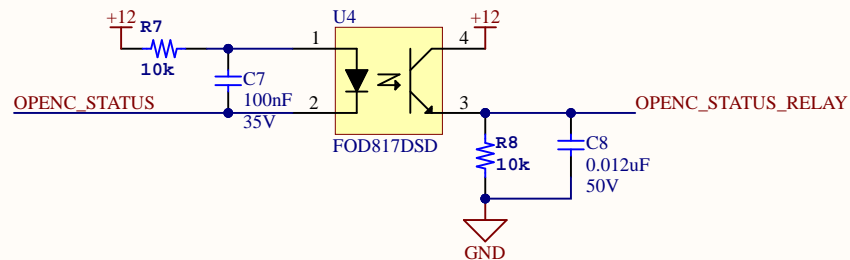 +12
R7
10k
C7
100nF
35V
OPENC_STATUS
U4
1
2
4
3
FOD817DSD
+12
OPENC_STATUS_RELAY
R8
10k
C8
0.012uF
50V
GND